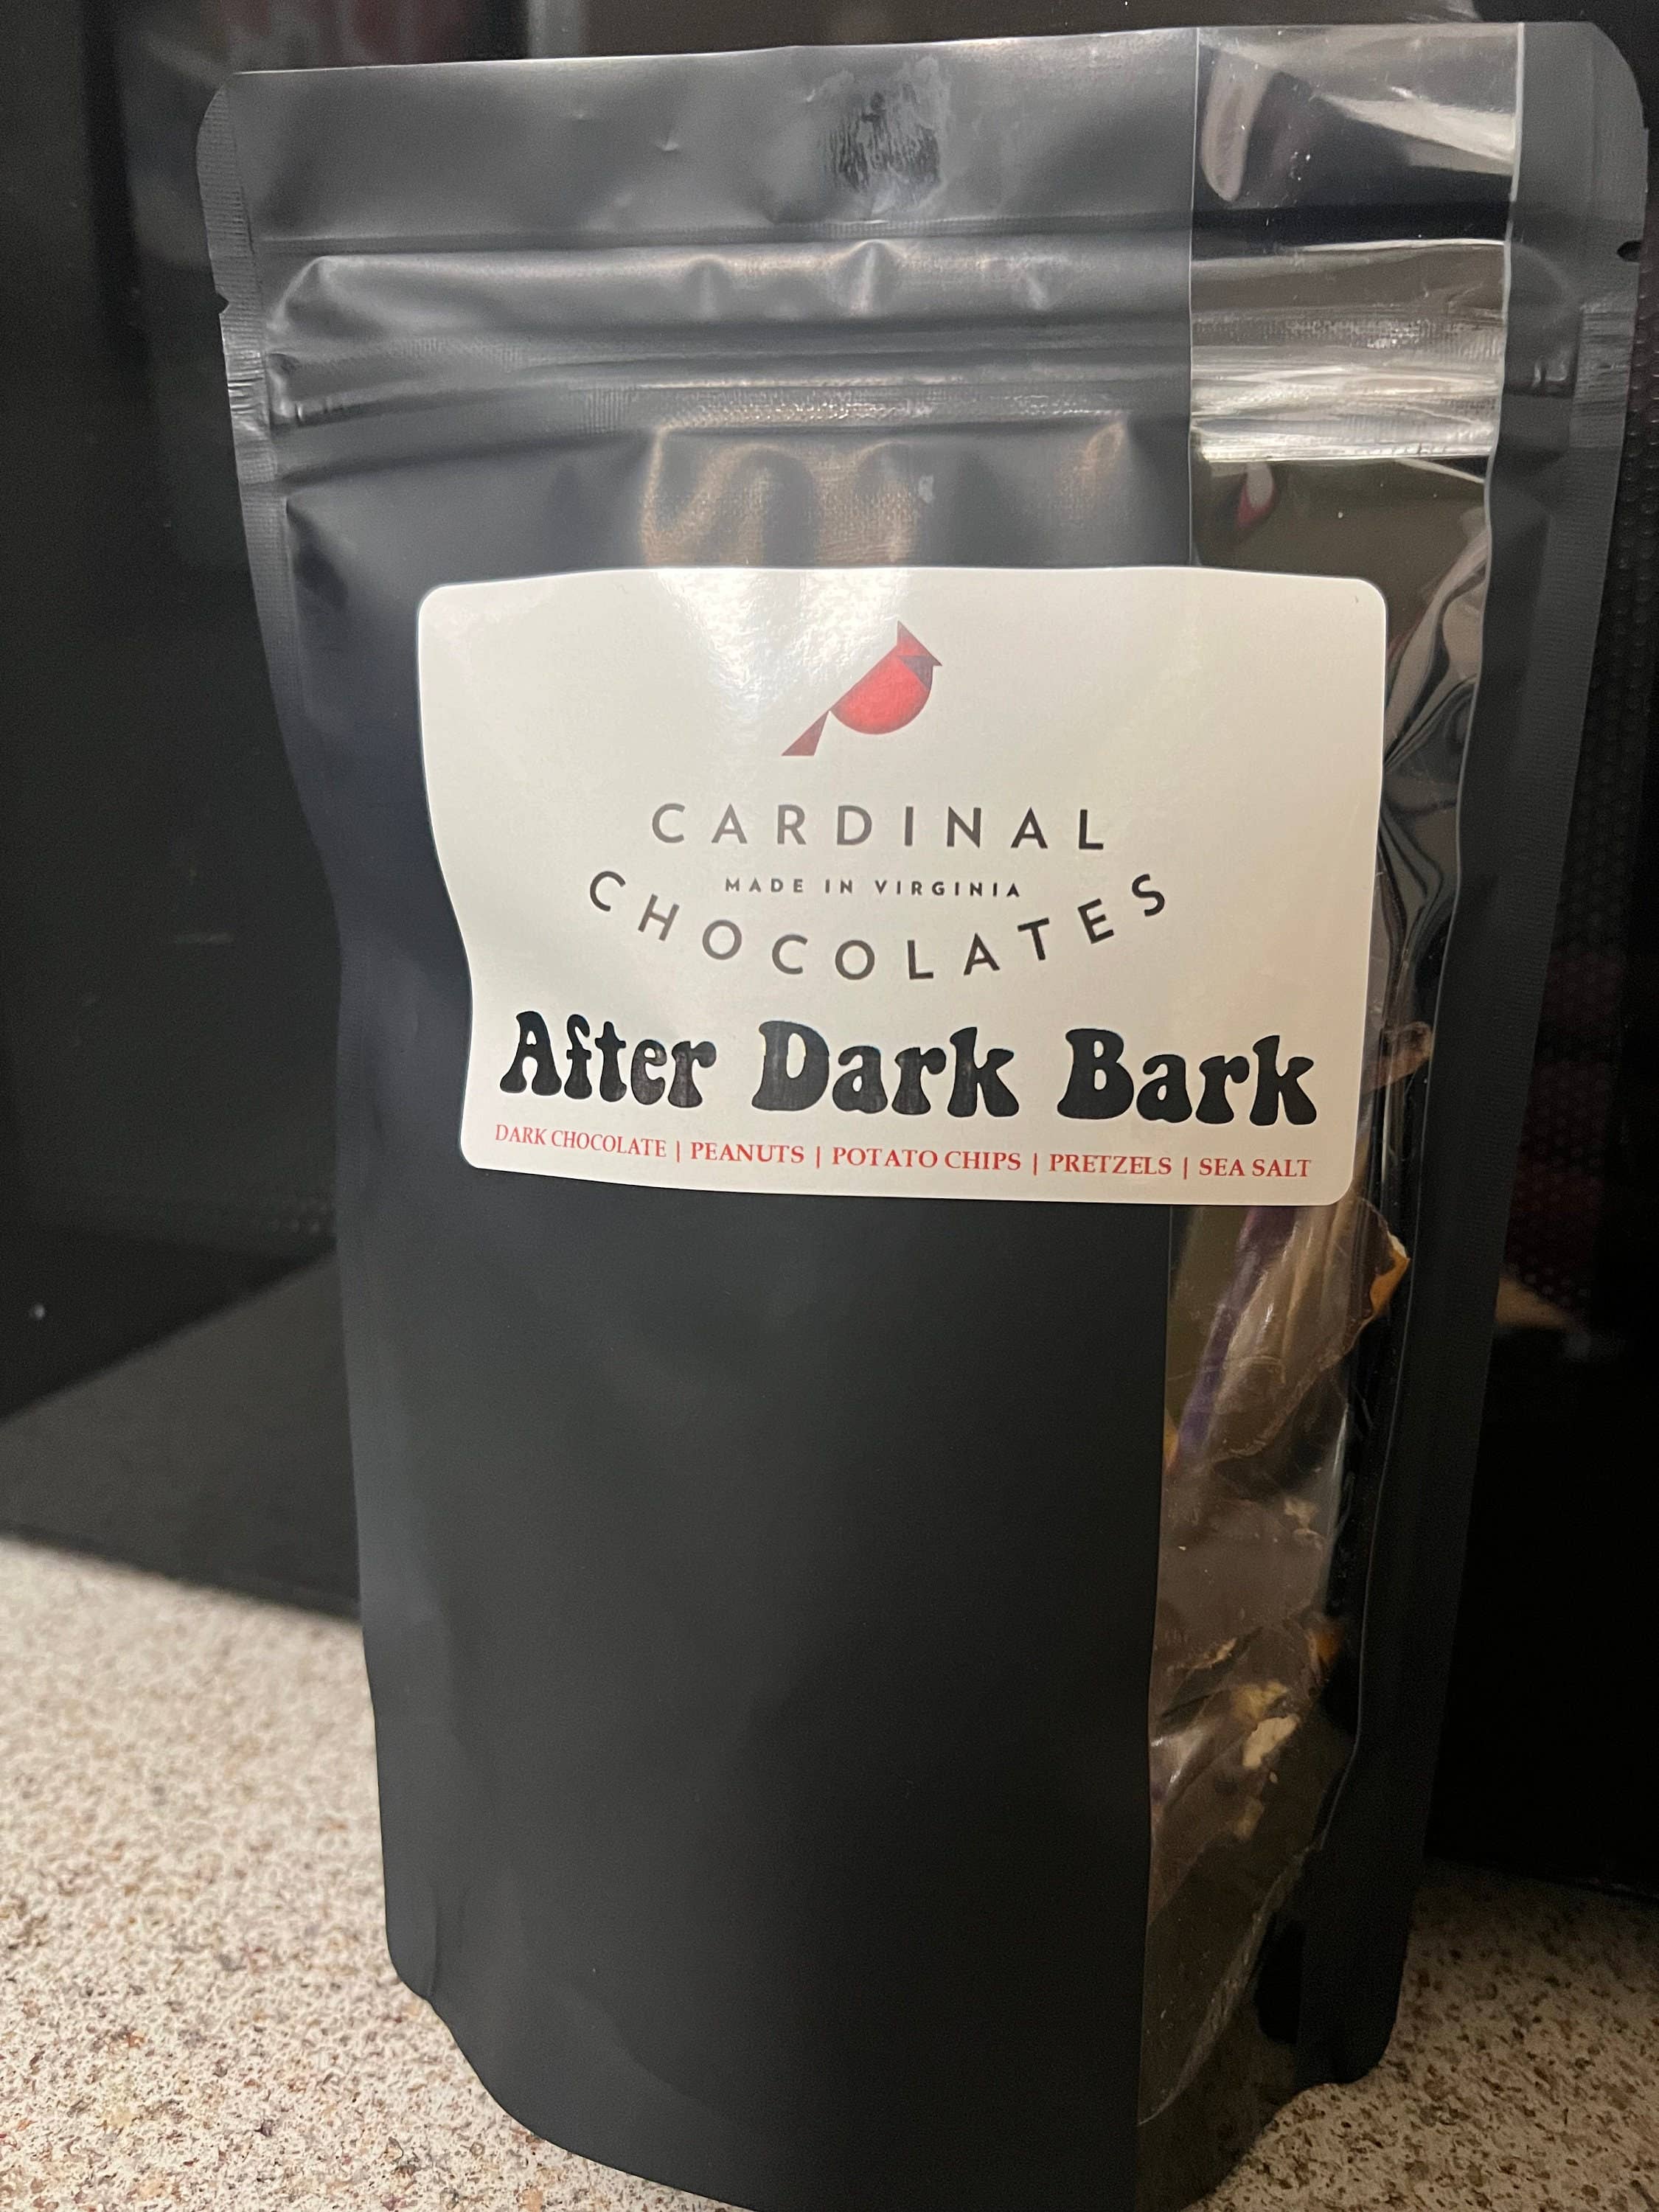 CARDINAL
MADE IN VIRGINIA
CHOCOLATES
After Dark Bark
DARK CHOCOLATE | PEANUTS | POTATO CHIPS | PRETZELS | SEA SALT